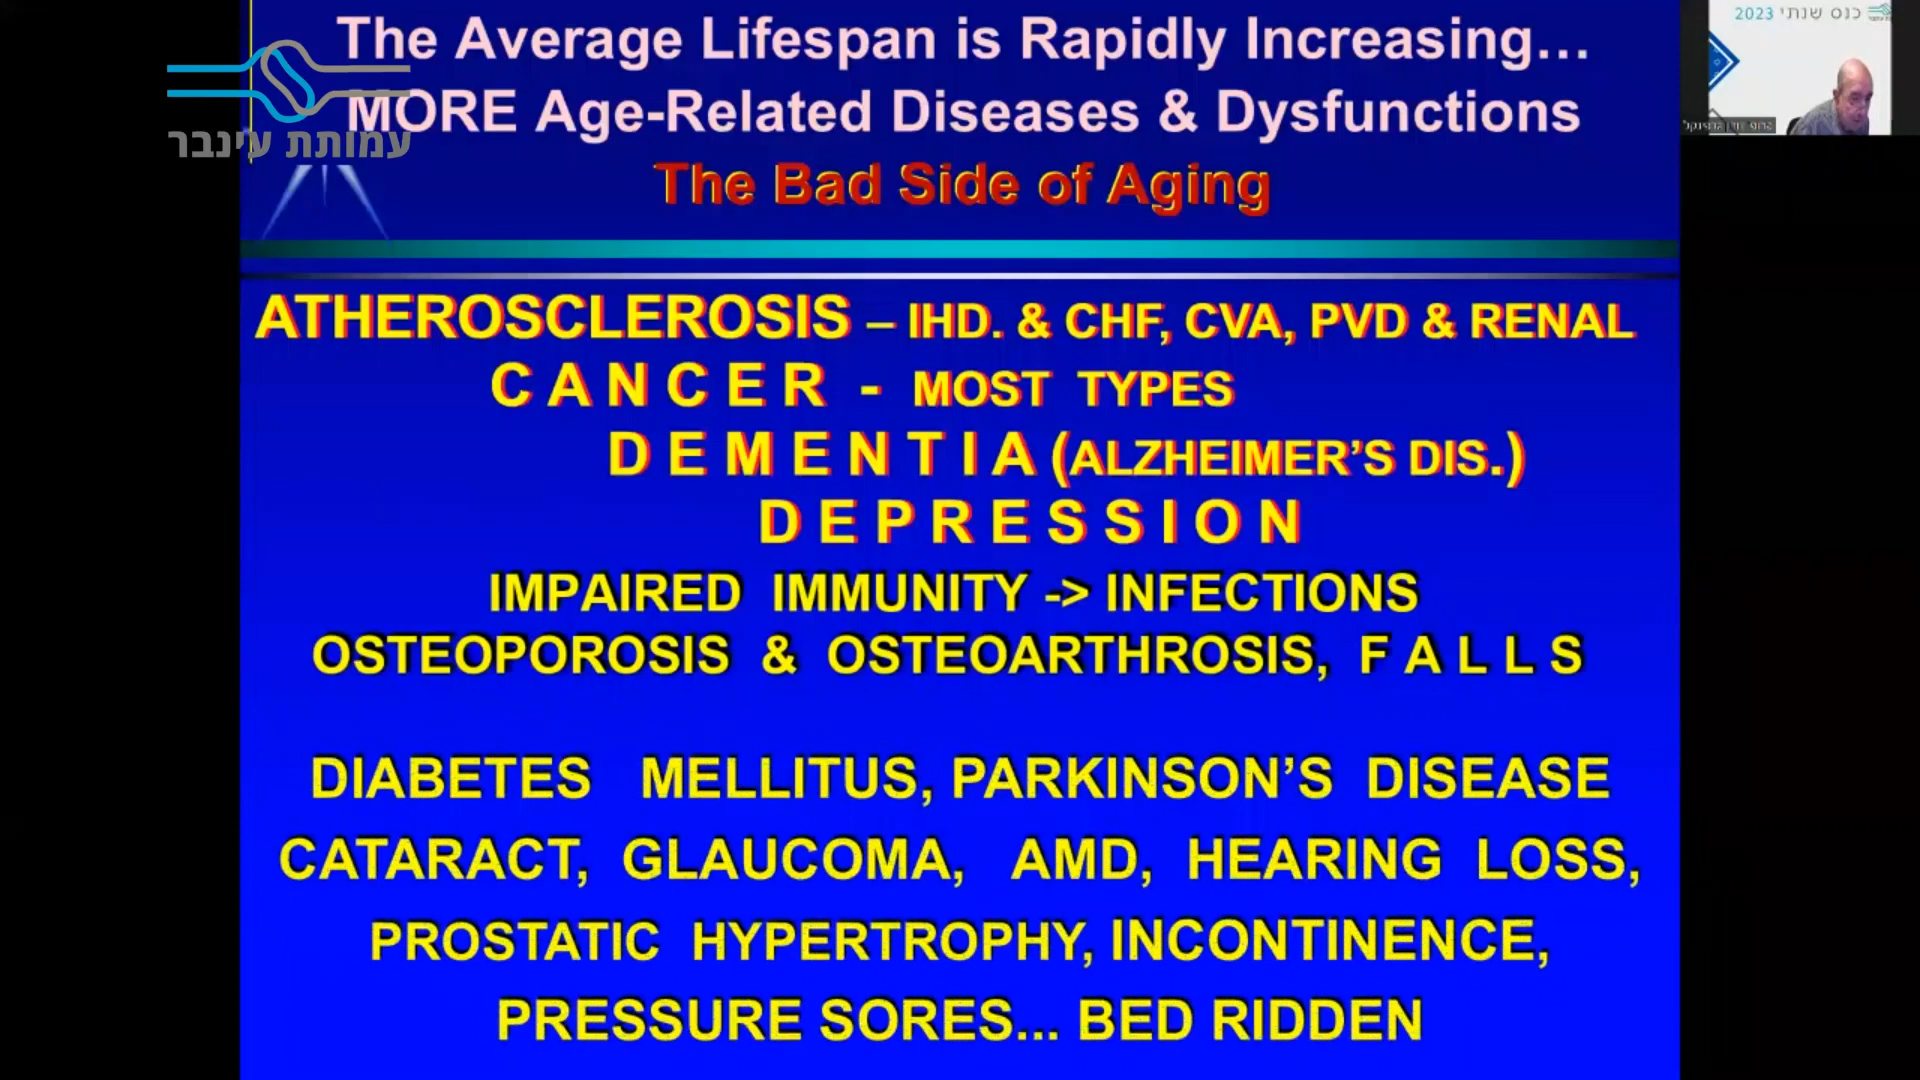 The Average Lifespan is Rapidly Increasing…
MORE Age-Related Diseases & Dysfunctions
The Bad Side of Aging
עמותת עינבר
כנס שנתי 2023
ATHEROSCLEROSIS – IHD. & CHF, CVA, PVD & RENAL
C A N C E R - MOST TYPES
D E M E N T I A (ALZHEIMER’S DIS.)
D E P R E S S I O N
IMPAIRED IMMUNITY -> INFECTIONS
OSTEOPOROSIS & OSTEOARTHROSIS, F A L L S
DIABETES MELLITUS, PARKINSON’S DISEASE
CATARACT, GLAUCOMA, AMD, HEARING LOSS,
PROSTATIC HYPERTROPHY, INCONTINENCE,
PRESSURE SORES... BED RIDDEN